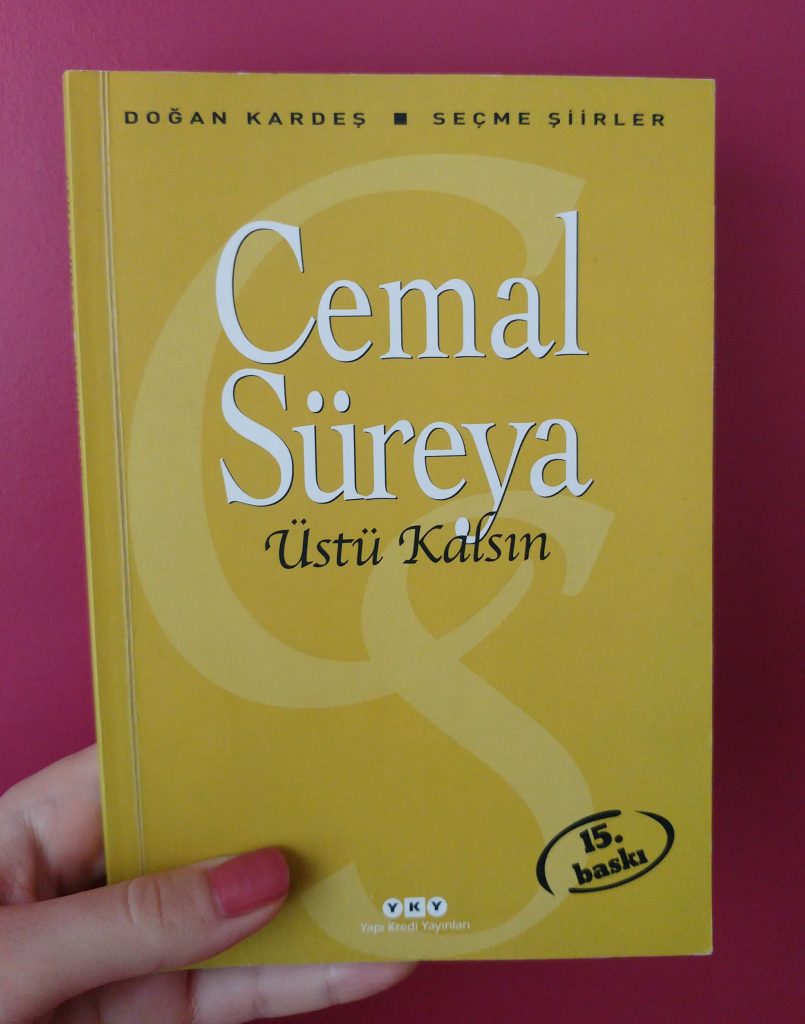 DOĞAN KARDEŞ ■ SEÇME ŞİİRLER
Cemal
Süreya
Üstü Kalsın
15.
baskı
YKY
Yapı Kredi Yayınları